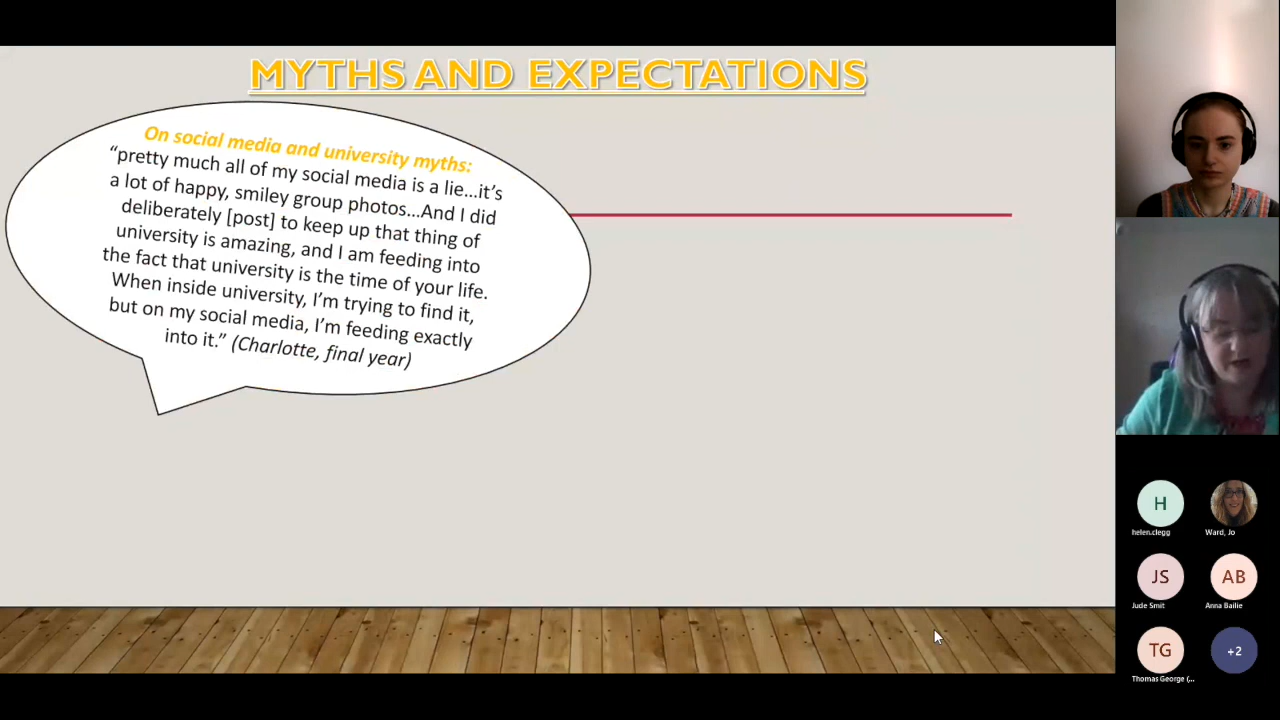 MYTHS AND EXPECTATIONS
On social media and university myths:
“pretty much all of my social media is a lie…it’s
a lot of happy, smiley group photos…And I did
deliberately [post] to keep up that thing of
university is amazing, and I am feeding into
the fact that university is the time of your life.
When inside university, I’m trying to find it,
but on my social media, I’m feeding exactly
into it.” (Charlotte, final year)
H
helen.clegg
Ward, Jo
JS
AB
Jude Smit
Anna Bailie
TG
+2
Thomas George (...